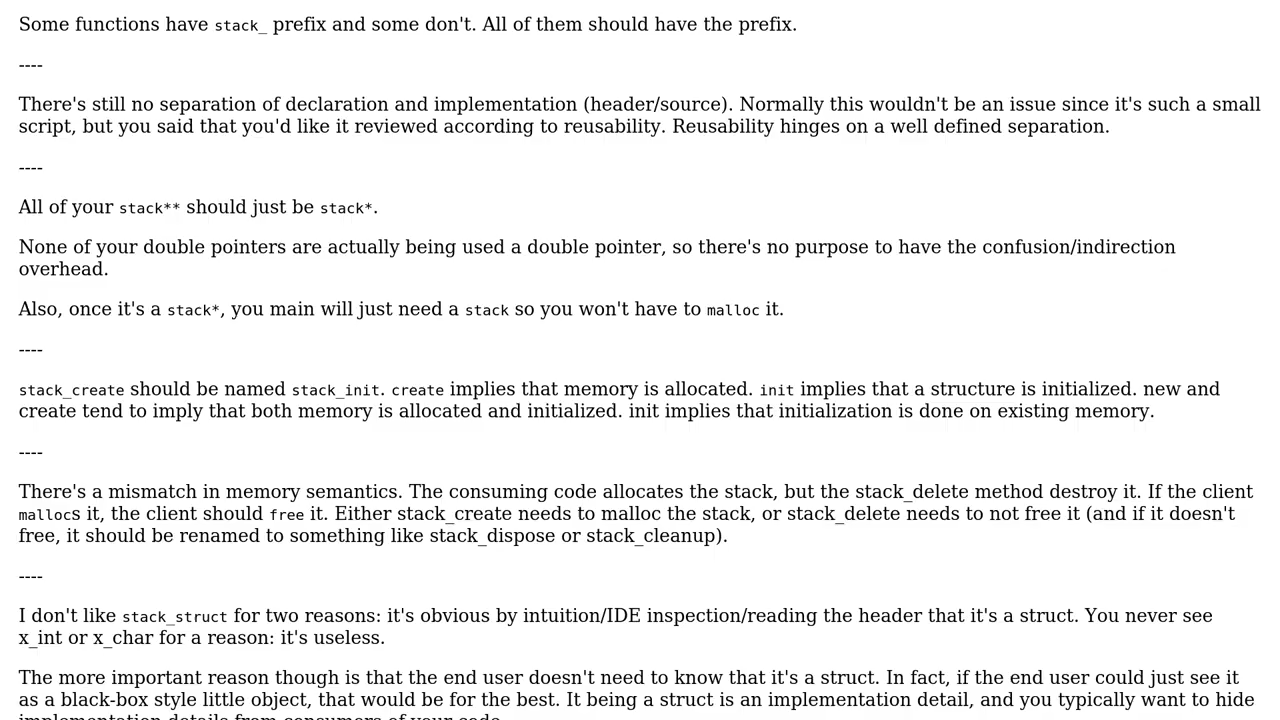 Some functions have stack_ prefix and some don't. All of them should have the prefix.
----
There's still no separation of declaration and implementation (header/source). Normally this wouldn't be an issue since it's such a small
script, but you said that you'd like it reviewed according to reusability. Reusability hinges on a well defined separation.
----
All of your stack** should just be stack*.
None of your double pointers are actually being used a double pointer, so there's no purpose to have the confusion/indirection
overhead.
Also, once it's a stack*, you main will just need a stack so you won't have to malloc it.
----
stack_create should be named stack_init. create implies that memory is allocated. init implies that a structure is initialized. new and
create tend to imply that both memory is allocated and initialized. init implies that initialization is done on existing memory.
----
There's a mismatch in memory semantics. The consuming code allocates the stack, but the stack_delete method destroy it. If the client
mallocs it, the client should free it. Either stack_create needs to malloc the stack, or stack_delete needs to not free it (and if it doesn't
free, it should be renamed to something like stack_dispose or stack_cleanup).
----
I don't like stack_struct for two reasons: it's obvious by intuition/IDE inspection/reading the header that it's a struct. You never see
x_int or x_char for a reason: it's useless.
The more important reason though is that the end user doesn't need to know that it's a struct. In fact, if the end user could just see it
as a black-box style little object, that would be for the best. It being a struct is an implementation detail, and you typically want to hide
implementation details from consumers of your code.